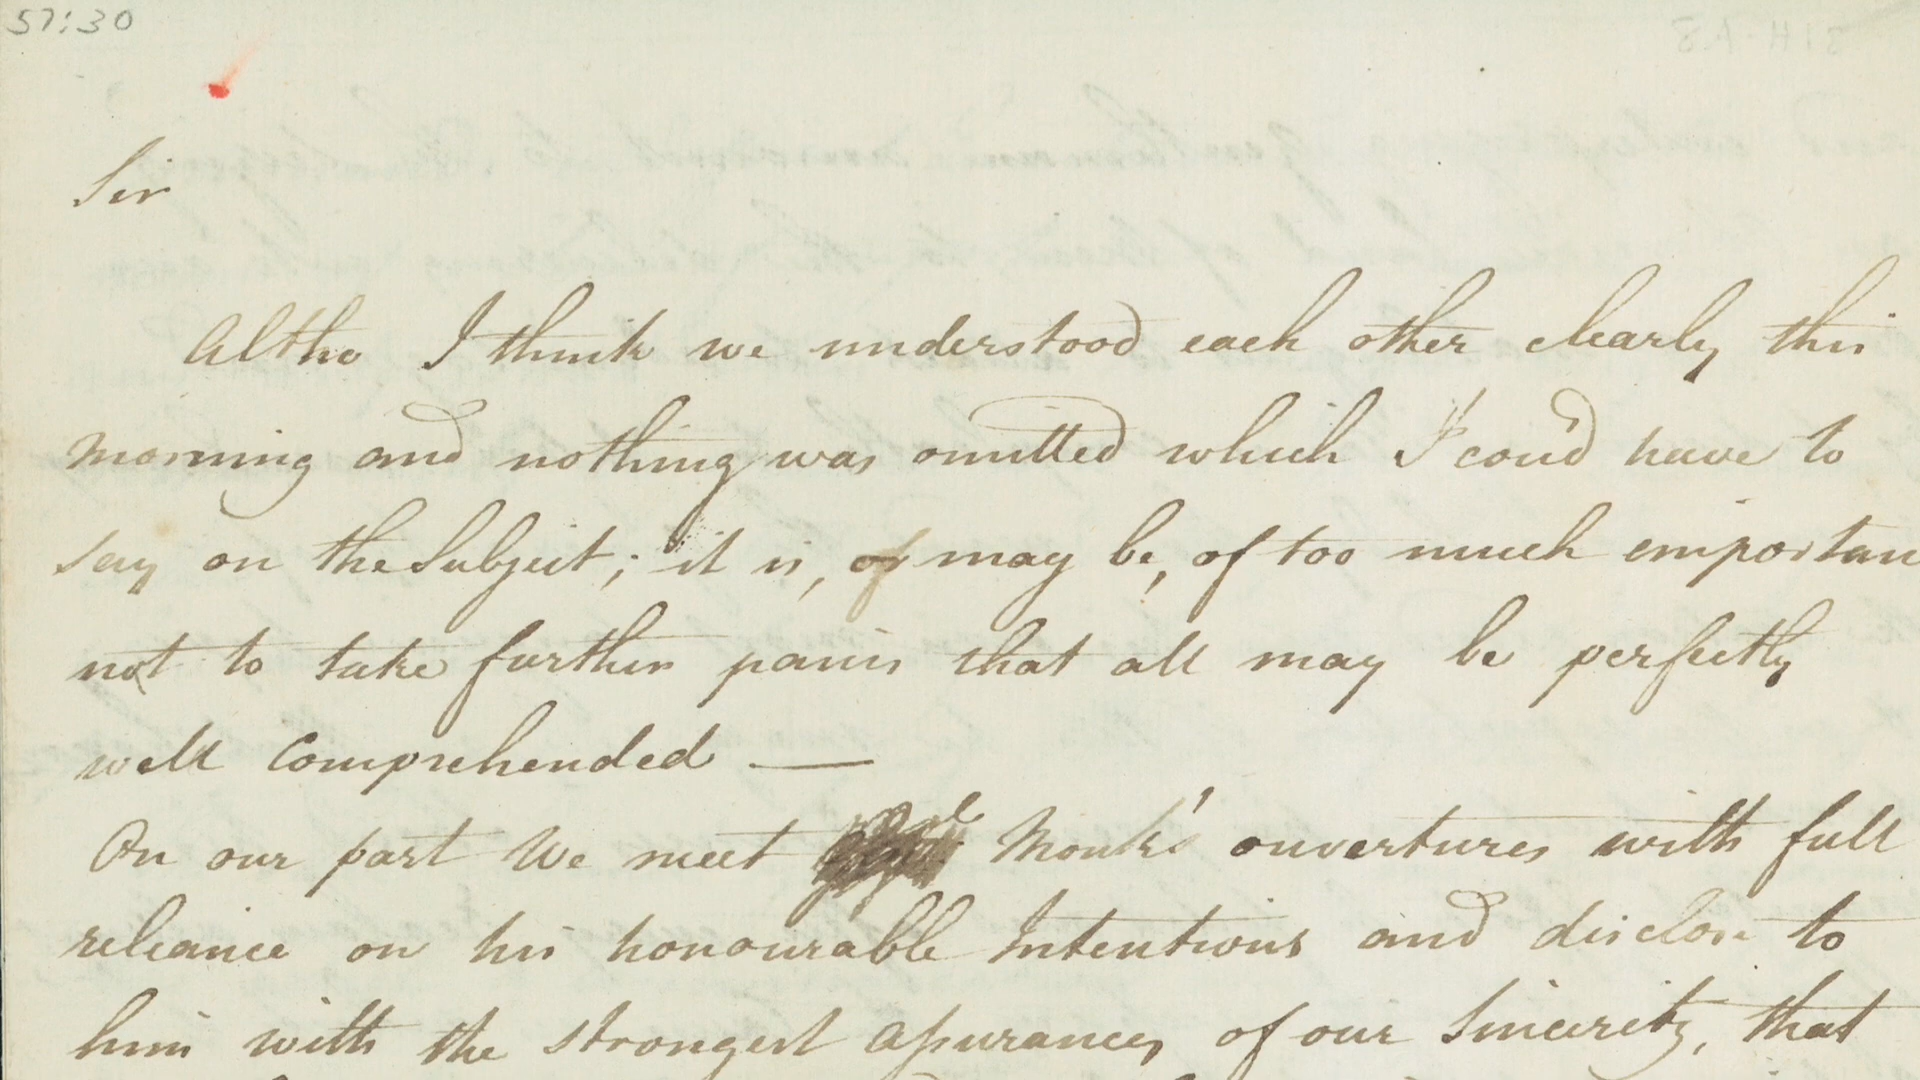 57:30
Sir
Altho I think we understood each other clearly this
morning and nothing was omitted which I cou'd have to
say on the Subject; it is, or may be, of too much importan
not to take further pains that all may be perfectly
well Comprehended —
On our part We meet Monk's ouvertures with full
reliance on his honourable Intentions and disclose to
him with the strongest assurances of our Sincerity, that